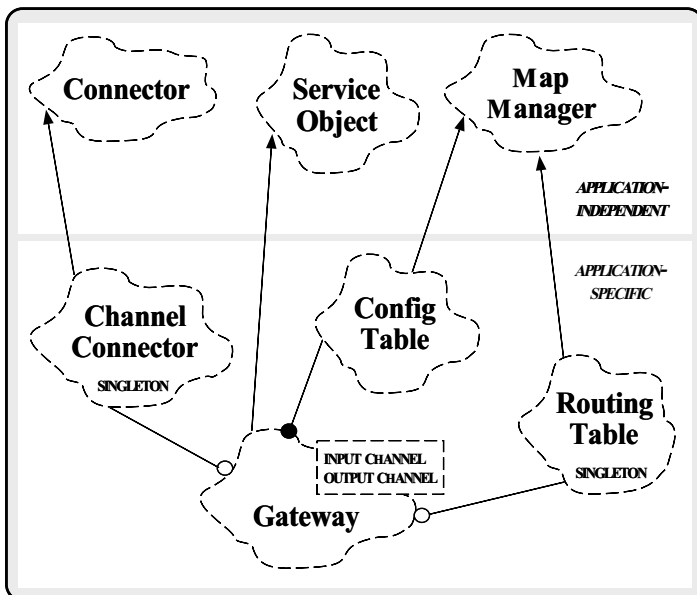 Connector
Service
Object
Map
Manager
APPLICATION-
INDEPENDENT
APPLICATION-
SPECIFIC
Channel
Connector
SINGLETON
Config
Table
Routing
Table
SINGLETON
INPUT CHANNEL
OUTPUT CHANNEL
Gateway